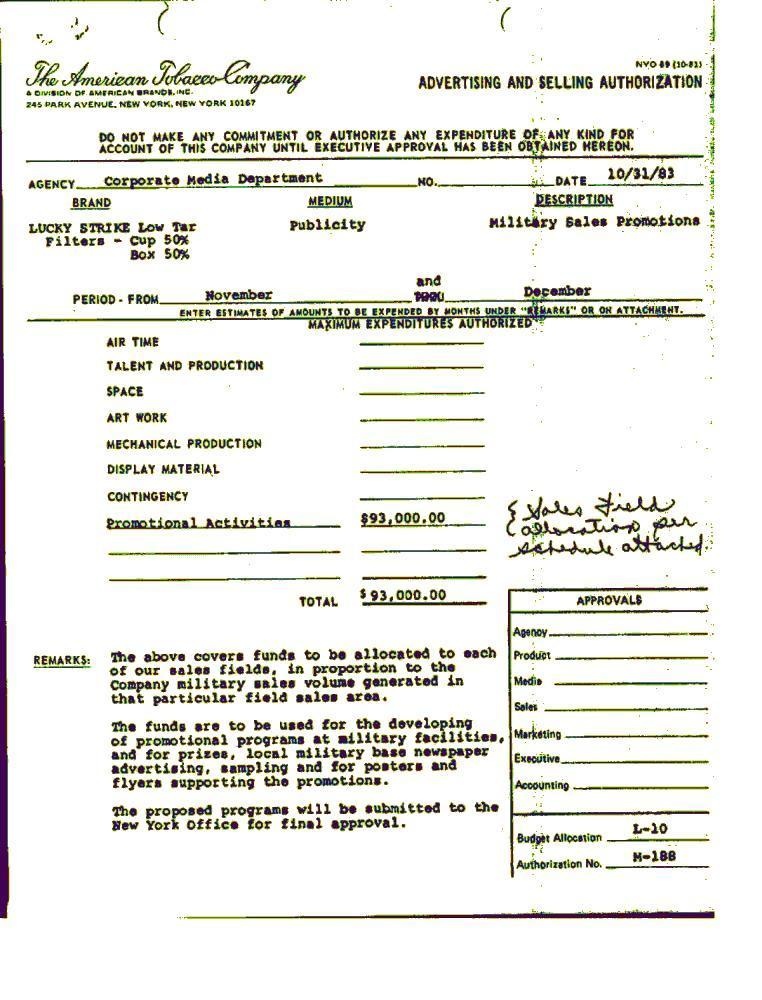 NYO 89 (10-82)
The American Tobacco Company
A DIVISION OF AMERICAN BRANDS, INC.
245 PARK AVENUE, NEW YORK, NEW YORK 10167
ADVERTISING AND SELLING AUTHORIZATION
DO NOT MAKE ANY COMMITMENT OR AUTHORIZE ANY EXPENDITURE OF ANY KIND FOR
ACCOUNT OF THIS COMPANY UNTIL EXECUTIVE APPROVAL HAS BEEN OBTAINED HEREON.
AGENCY Corporate Media Department NO. DATE 10/31/83
BRAND MEDIUM DESCRIPTION
LUCKY STRIKE Low Tar Publicity Military Sales Promotions
Filters - Cup 50%
Box 50%
and
PERIOD - FROM November December
ENTER ESTIMATES OF AMOUNTS TO BE EXPENDED BY MONTHS UNDER "REMARKS" OR ON ATTACHMENT.
MAXIMUM EXPENDITURES AUTHORIZED
AIR TIME
TALENT AND PRODUCTION
SPACE
ART WORK
MECHANICAL PRODUCTION
DISPLAY MATERIAL
CONTINGENCY
Promotional Activities $93,000.00
{ Sales Field
allocation per
schedule attached.
TOTAL $93,000.00
APPROVALS
Agency
Product
Media
Sales
Marketing
Executive
Accounting
Budget Allocation L-10
Authorization No. M-188
REMARKS: The above covers funds to be allocated to each
of our sales fields, in proportion to the
Company military sales volume generated in
that particular field sales area.
The funds are to be used for the developing
of promotional programs at military facilities,
and for prizes, local military base newspaper
advertising, sampling and for posters and
flyers supporting the promotions.
The proposed programs will be submitted to the
New York Office for final approval.